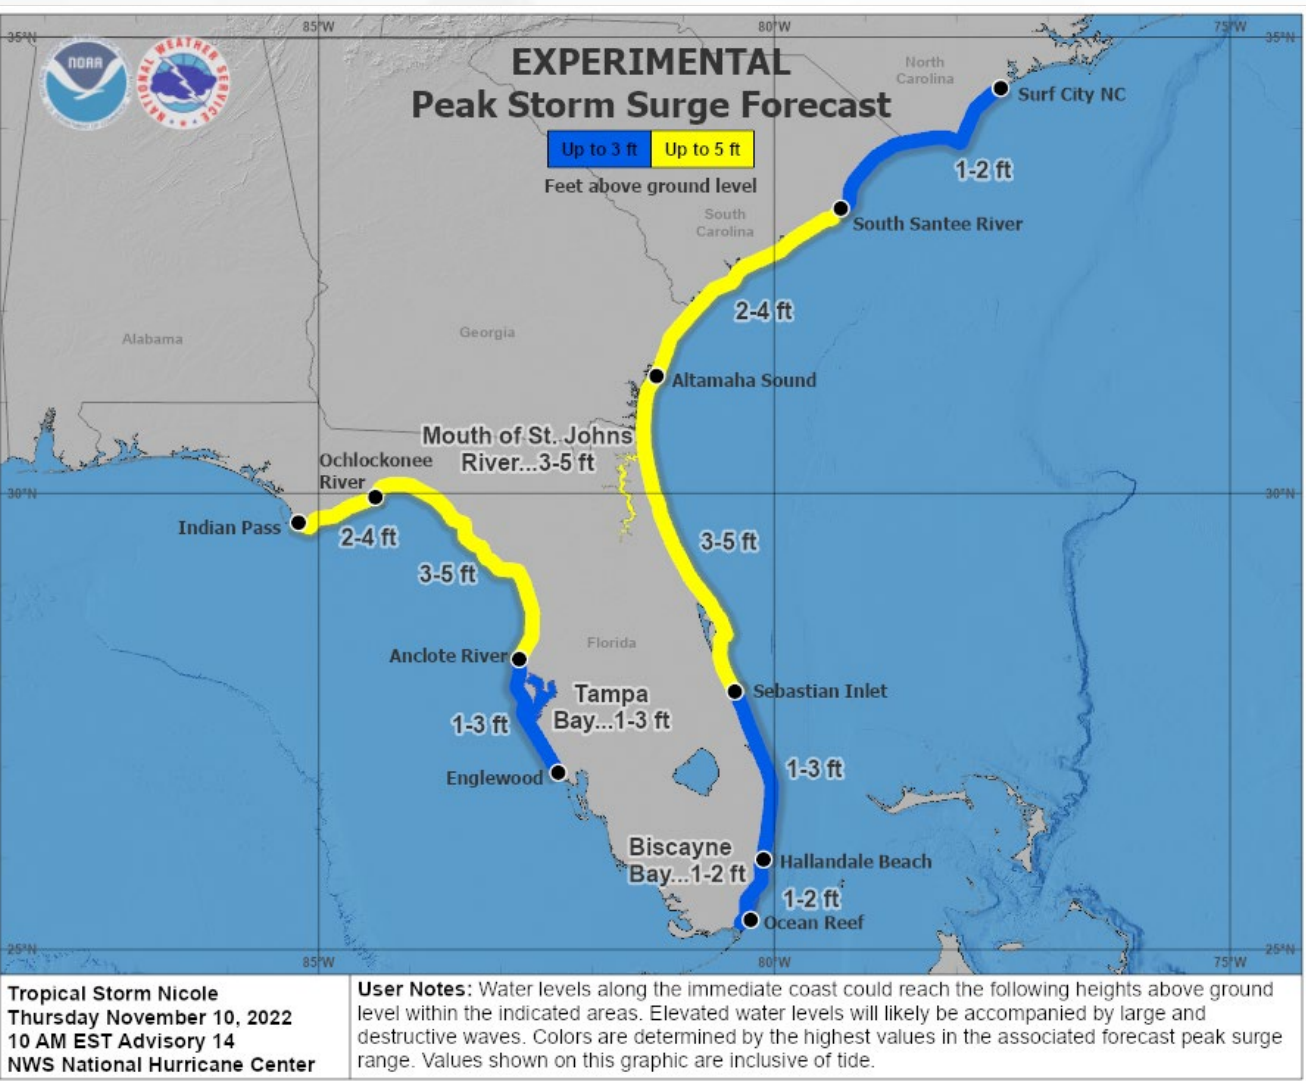 85°W
80°W
75°W
35°N
35°N
NOAA
NATIONAL WEATHER SERVICE
EXPERIMENTAL
Peak Storm Surge Forecast
Up to 3 ft
Up to 5 ft
Feet above ground level
North
Carolina
Surf City NC
1-2 ft
South
Carolina
South Santee River
2-4 ft
Alabama
Georgia
Altamaha Sound
Mouth of St. Johns
River...3-5 ft
Ochlockonee
River
30°N
30°N
Indian Pass
2-4 ft
3-5 ft
3-5 ft
Florida
Anclote River
Sebastian Inlet
Tampa
Bay...1-3 ft
1-3 ft
Englewood
1-3 ft
Biscayne
Bay...1-2 ft
Hallandale Beach
1-2 ft
Ocean Reef
25°N
25°N
85°W
80°W
75°W
Tropical Storm Nicole
Thursday November 10, 2022
10 AM EST Advisory 14
NWS National Hurricane Center
User Notes: Water levels along the immediate coast could reach the following heights above ground
level within the indicated areas. Elevated water levels will likely be accompanied by large and
destructive waves. Colors are determined by the highest values in the associated forecast peak surge
range. Values shown on this graphic are inclusive of tide.